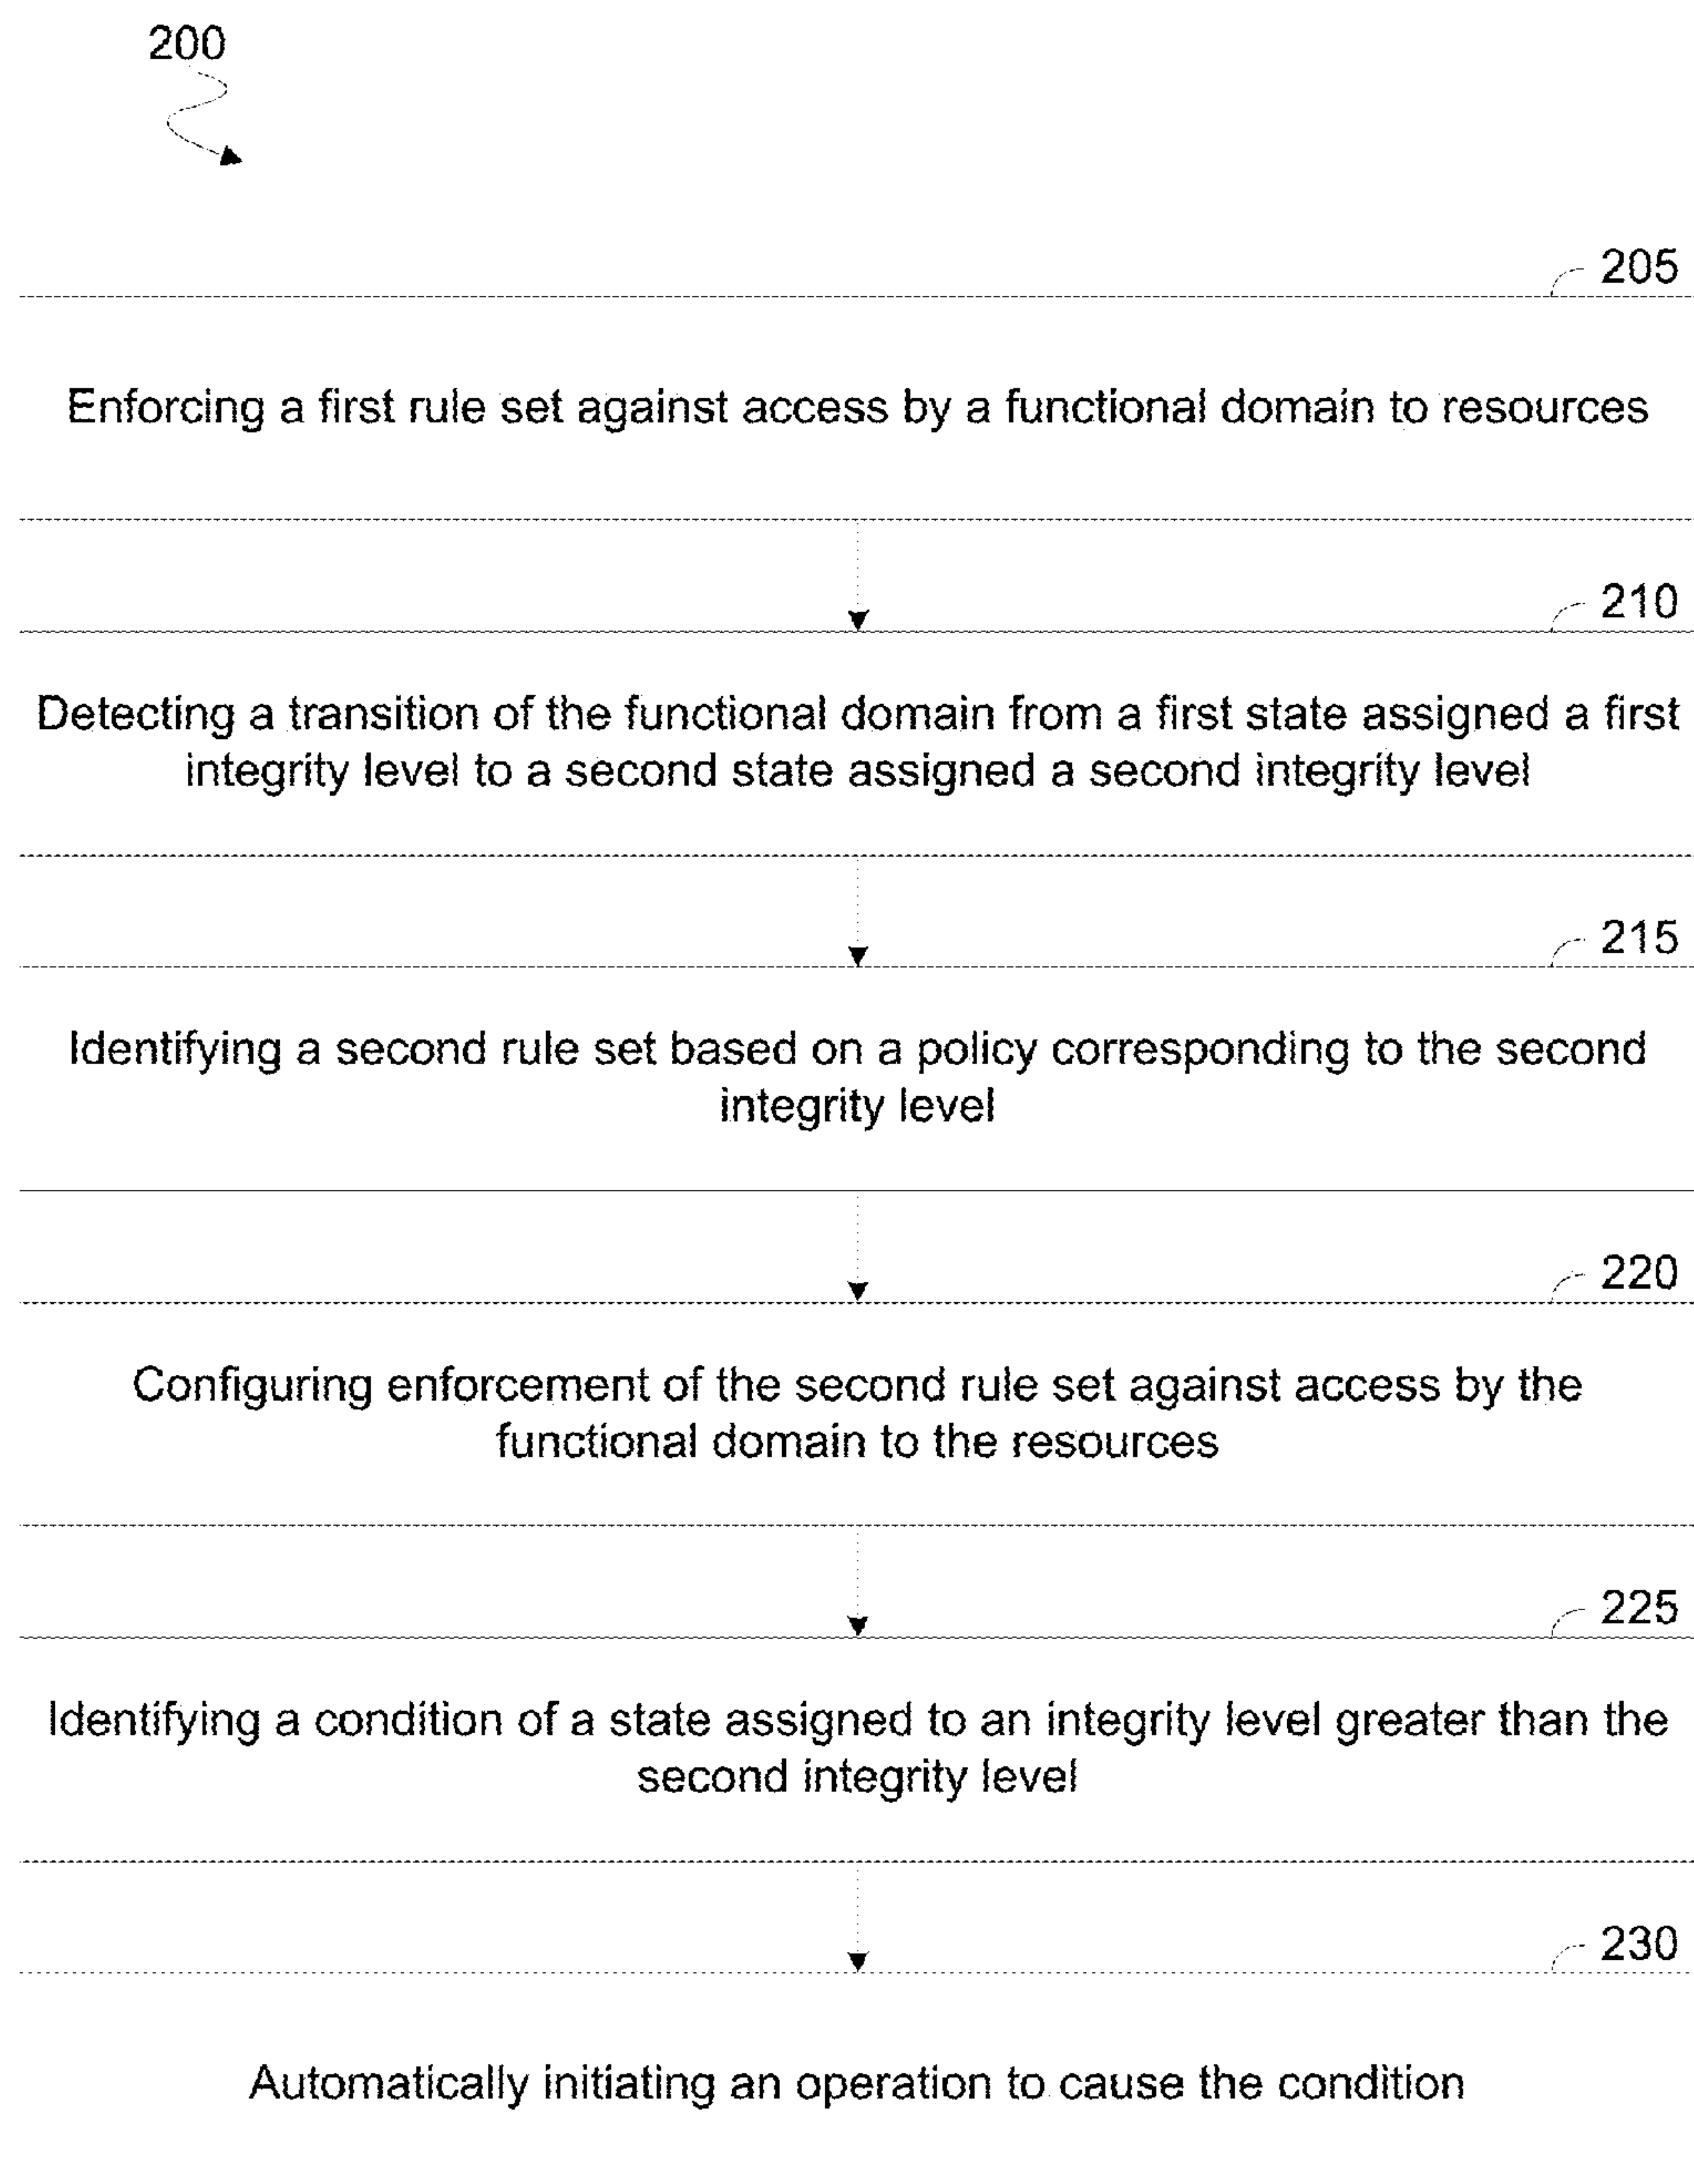 200
205
Enforcing a first rule set against access by a functional domain to resources
210
Detecting a transition of the functional domain from a first state assigned a first
integrity level to a second state assigned a second integrity level
215
Identifying a second rule set based on a policy corresponding to the second
integrity level
220
Configuring enforcement of the second rule set against access by the
functional domain to the resources
225
Identifying a condition of a state assigned to an integrity level greater than the
second integrity level
230
Automatically initiating an operation to cause the condition